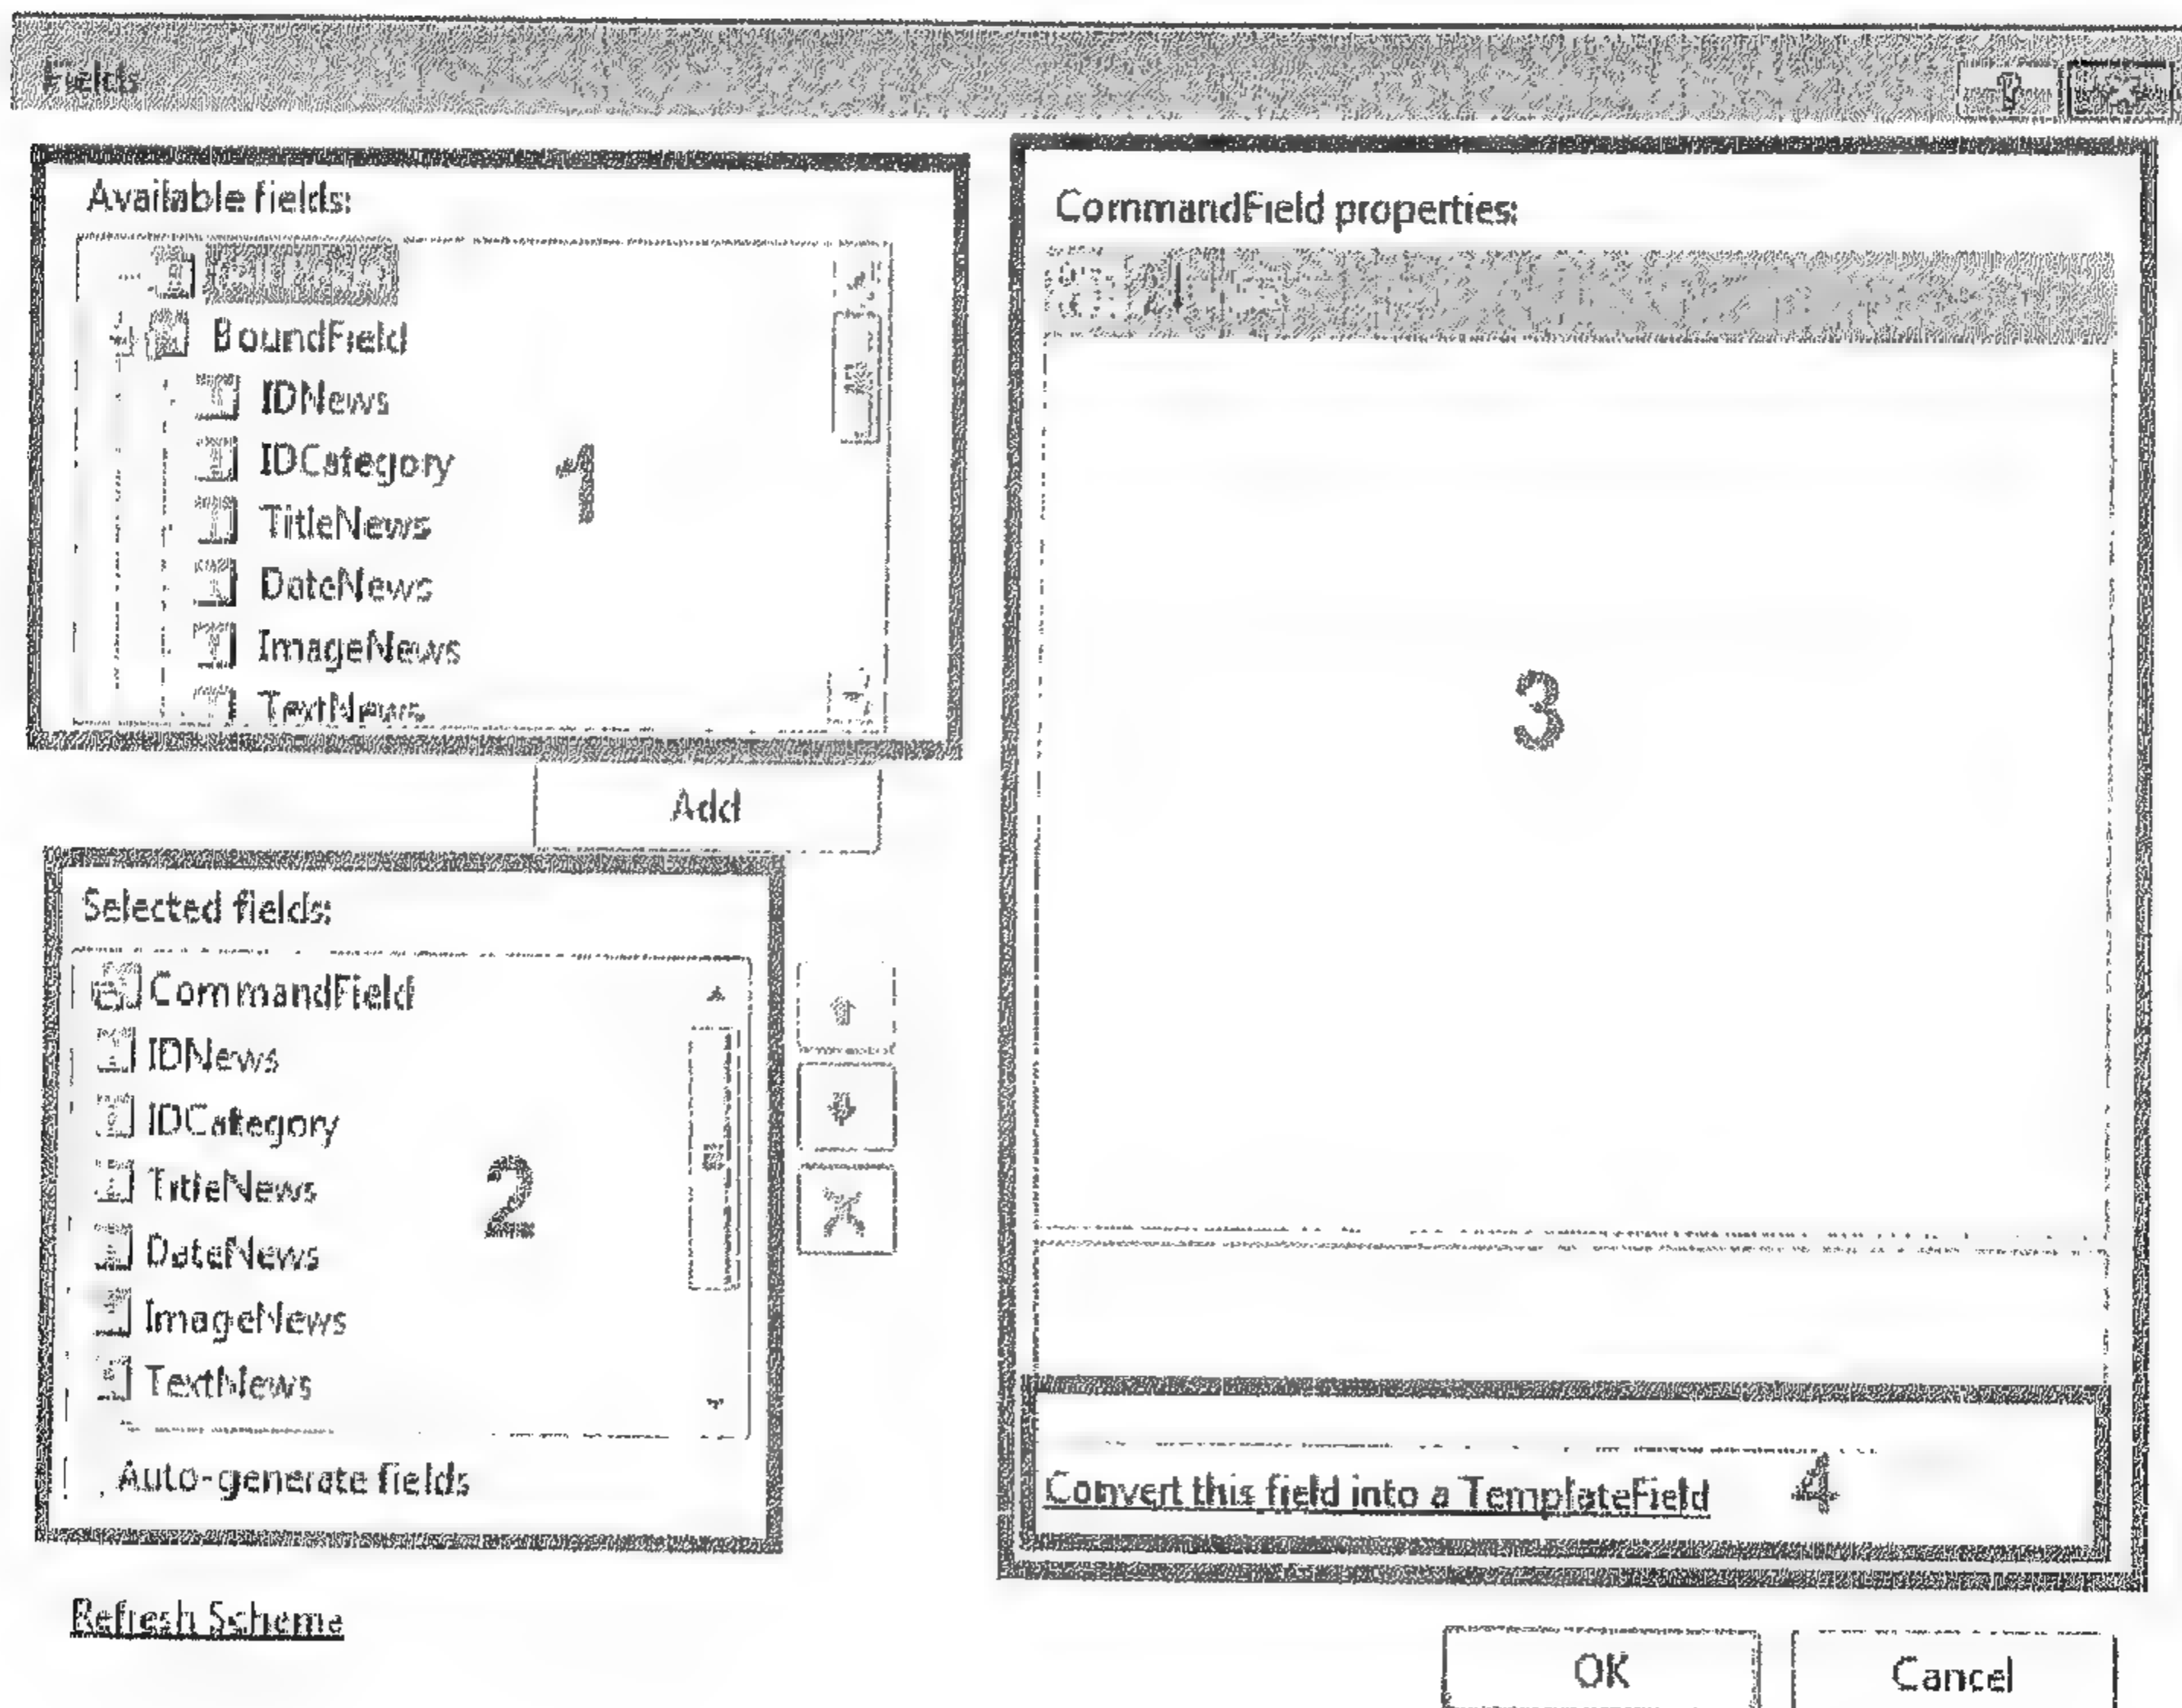 Fields
Available fields:
BoundField
IDNews
IDCategory
TitleNews
DateNews
ImageNews
TextNews
1
Add
Selected fields:
CommandField
IDNews
IDCategory
TitleNews
DateNews
ImageNews
TextNews
2
Auto-generate fields
Refresh Scheme
CommandField properties:
3
Convert this field into a TemplateField
4
OK
Cancel